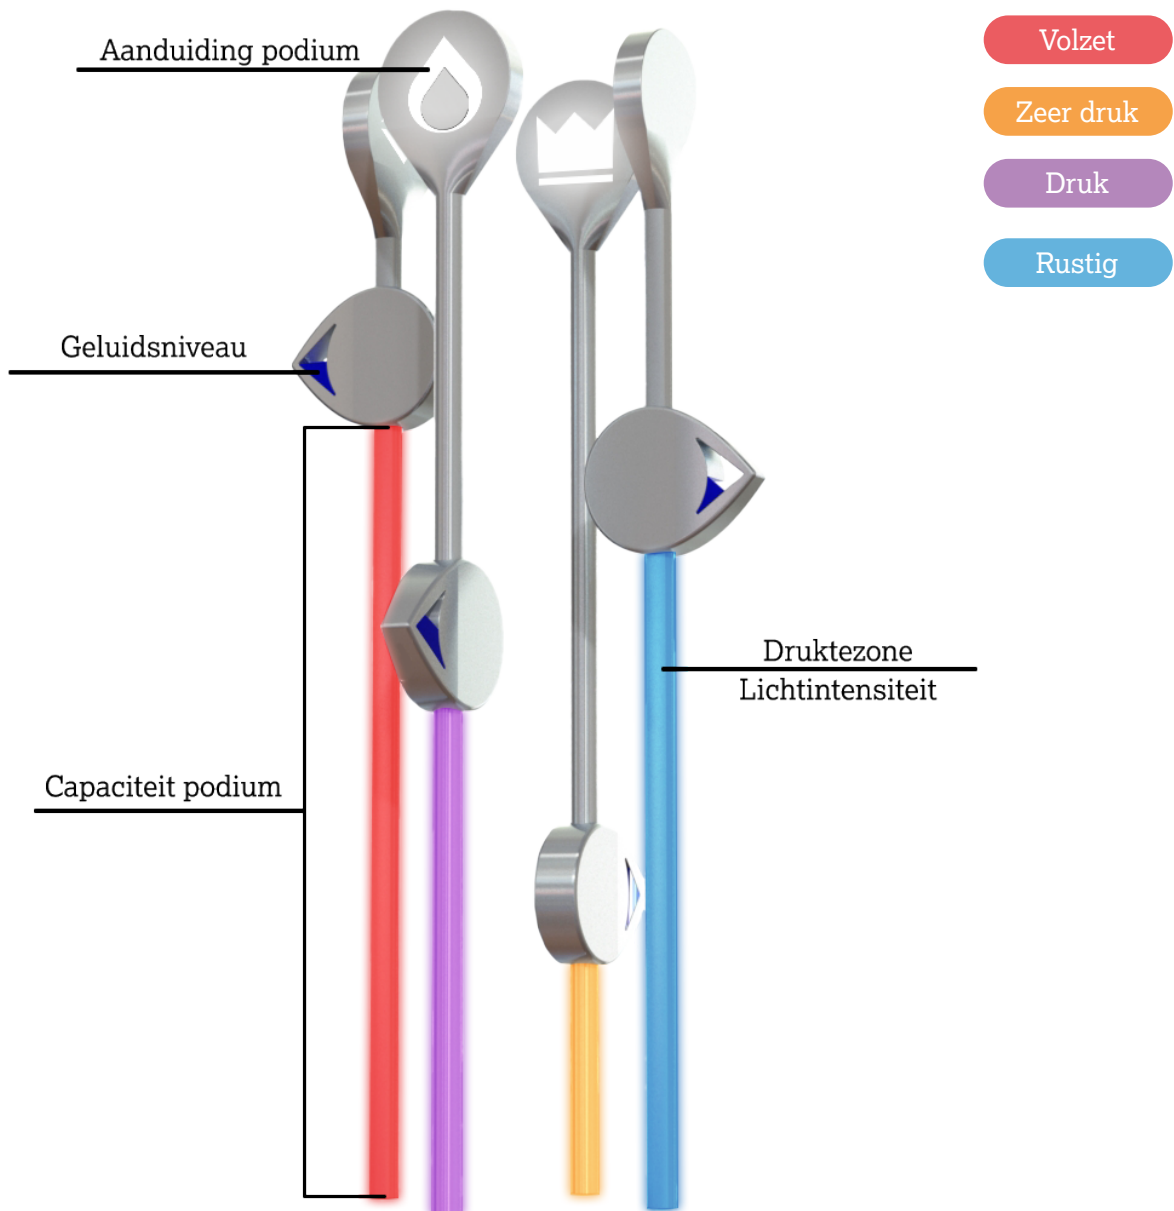 Aanduiding podium
Volzet
Zeer druk
Druk
Rustig
Geluidsniveau
Druktezone
Lichtintensiteit
Capaciteit podium